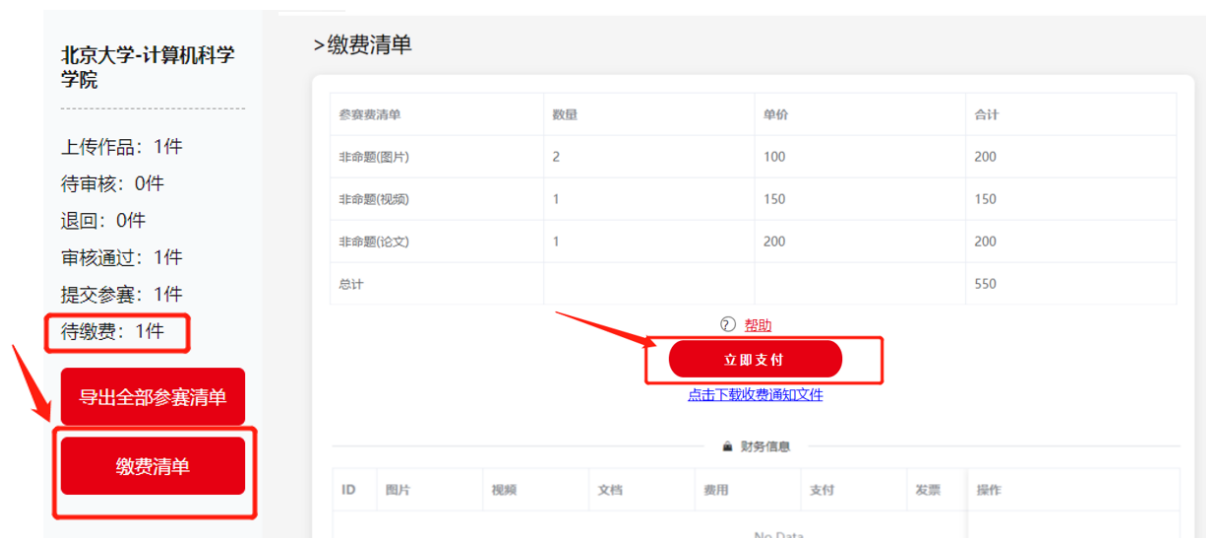 北京大学-计算机科学
学院
上传作品：1件
待审核：0件
退回：0件
审核通过：1件
提交参赛：1件
待缴费：1件
导出全部参赛清单
缴费清单
>缴费清单
参赛费清单 数量 单价 合计
非命题(图片) 2 100 200
非命题(视频) 1 150 150
非命题(论文) 1 200 200
总计 550
? 帮助
立即支付
点击下载收费通知文件
财务信息
ID 图片 视频 文档 费用 支付 发票 操作
No Data